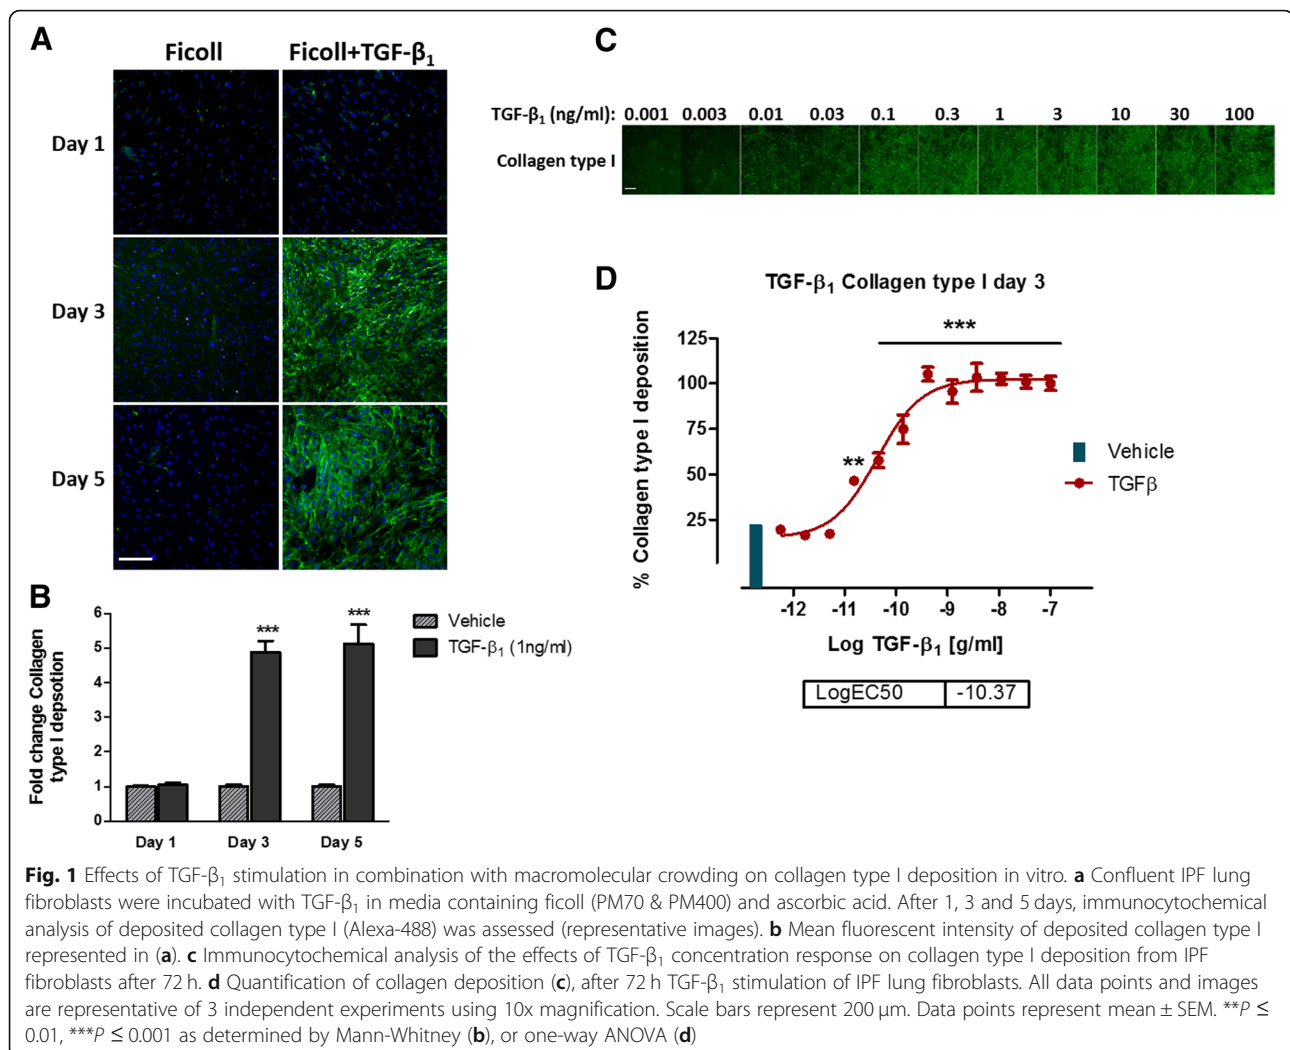 A
Ficoll
Ficoll+TGF-β₁
Day 1
Day 3
Day 5
B
Fold change Collagen
type I depsotion
6
5
4
3
2
1
0
***
***
Day 1
Day 3
Day 5
Vehicle
TGF-β₁ (1ng/ml)
C
TGF-β₁ (ng/ml): 0.001 0.003 0.01 0.03 0.1 0.3 1 3 10 30 100
Collagen type I
D
TGF-β₁ Collagen type I day 3
% Collagen type I deposition
125
100
75
50
25
***
**
Vehicle
TGFβ
-12 -11 -10 -9 -8 -7
Log TGF-β₁ [g/ml]
LogEC50 -10.37
Fig. 1 Effects of TGF-β₁ stimulation in combination with macromolecular crowding on collagen type I deposition in vitro. a Confluent IPF lung
fibroblasts were incubated with TGF-β₁ in media containing ficoll (PM70 & PM400) and ascorbic acid. After 1, 3 and 5 days, immunocytochemical
analysis of deposited collagen type I (Alexa-488) was assessed (representative images). b Mean fluorescent intensity of deposited collagen type I
represented in (a). c Immunocytochemical analysis of the effects of TGF-β₁ concentration response on collagen type I deposition from IPF
fibroblasts after 72 h. d Quantification of collagen deposition (c), after 72 h TGF-β₁ stimulation of IPF lung fibroblasts. All data points and images
are representative of 3 independent experiments using 10x magnification. Scale bars represent 200 μm. Data points represent mean ± SEM. **P ≤
0.01, ***P ≤ 0.001 as determined by Mann-Whitney (b), or one-way ANOVA (d)